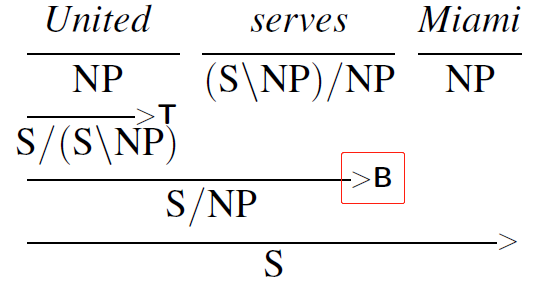 United serves Miami
NP (S\NP)/NP NP
>T
S/(S\NP)
>B
S/NP
>
S